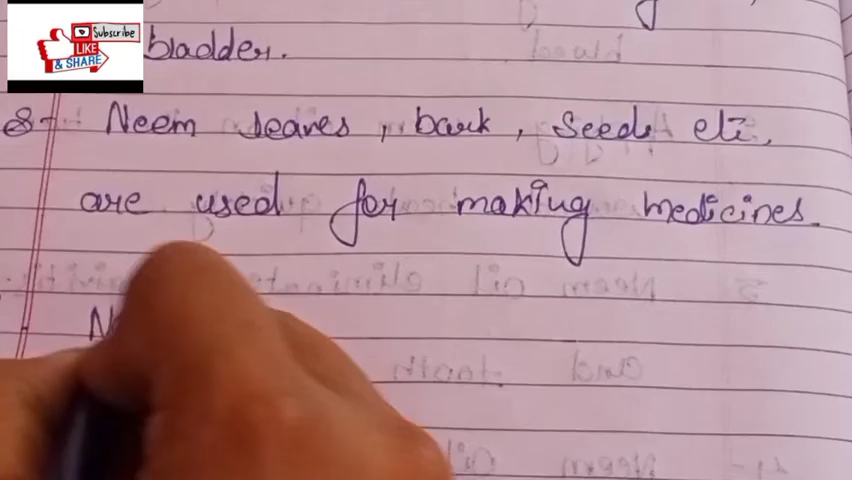 Subscribe
LIKE
& SHARE
bladder.
8- Neem leaves, bark, Seeds etc.
are used for making medicines.
N